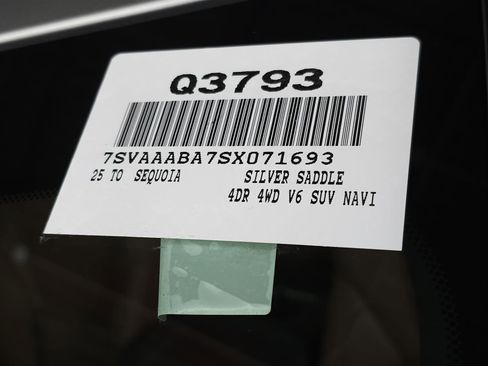 Q3793
7SVAAABA7SX071693
25 TO SEQUOIA SILVER SADDLE
4DR 4WD V6 SUV NAVI